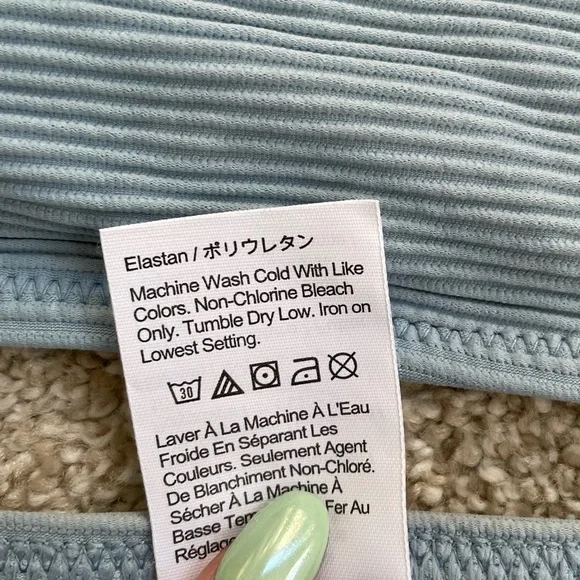 Elastan / ポリウレタン
Machine Wash Cold With Like
Colors. Non-Chlorine Bleach
Only. Tumble Dry Low. Iron on
Lowest Setting.
30
Laver À La Machine À L'Eau
Froide En Séparant Les
Couleurs. Seulement Agent
De Blanchiment Non-Chloré.
Sécher À La Machine À
Basse Fer Au